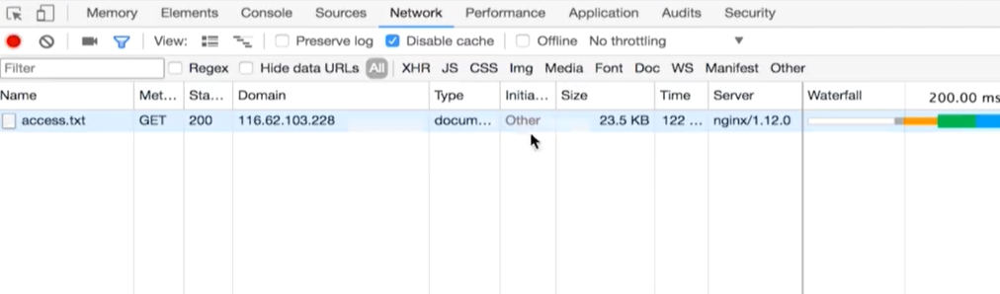 Memory Elements Console Sources Network Performance Application Audits Security
View: Preserve log Disable cache Offline No throttling
Filter Regex Hide data URLs All XHR JS CSS Img Media Font Doc WS Manifest Other
Name Met... Sta... Domain Type Initia... Size Time Server Waterfall 200.00 ms
access.txt GET 200 116.62.103.228 docum... Other 23.5 KB 122 ... nginx/1.12.0